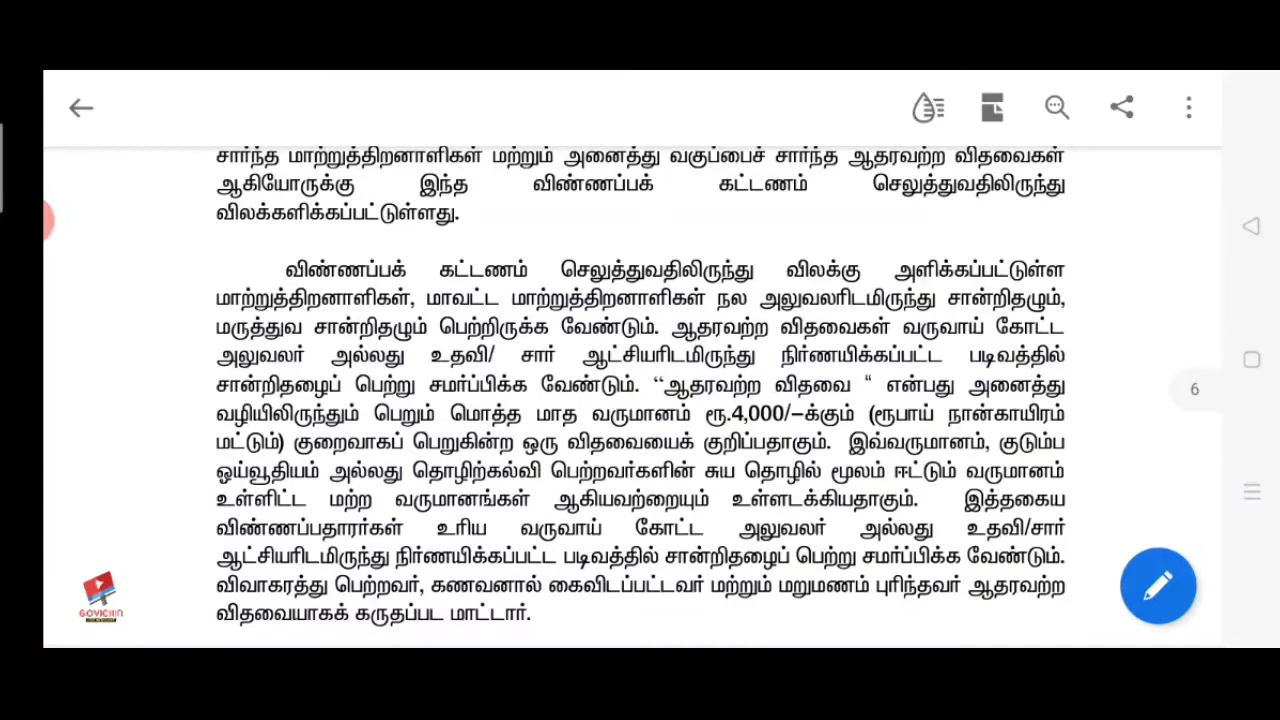 சார்ந்த மாற்றுத்திறனாளிகள் மற்றும் அனைத்து வகுப்பைச் சார்ந்த ஆதரவற்ற விதவைகள்
ஆகியோருக்கு இந்த விண்ணப்பக் கட்டணம் செலுத்துவதிலிருந்து
விலக்களிக்கப்பட்டுள்ளது.
விண்ணப்பக் கட்டணம் செலுத்துவதிலிருந்து விலக்கு அளிக்கப்பட்டுள்ள
மாற்றுத்திறனாளிகள், மாவட்ட மாற்றுத்திறனாளிகள் நல அலுவலரிடமிருந்து சான்றிதழும்,
மருத்துவ சான்றிதழும் பெற்றிருக்க வேண்டும். ஆதரவற்ற விதவைகள் வருவாய் கோட்ட
அலுவலர் அல்லது உதவி/ சார் ஆட்சியரிடமிருந்து நிர்ணயிக்கப்பட்ட படிவத்தில்
சான்றிதழைப் பெற்று சமர்ப்பிக்க வேண்டும். “ஆதரவற்ற விதவை “ என்பது அனைத்து
வழியிலிருந்தும் பெறும் மொத்த மாத வருமானம் ரூ.4,000/–க்கும் (ரூபாய் நான்காயிரம்
மட்டும்) குறைவாகப் பெறுகின்ற ஒரு விதவையைக் குறிப்பதாகும். இவ்வருமானம், குடும்ப
ஓய்வூதியம் அல்லது தொழிற்கல்வி பெற்றவர்களின் சுய தொழில் மூலம் ஈட்டும் வருமானம்
உள்ளிட்ட மற்ற வருமானங்கள் ஆகியவற்றையும் உள்ளடக்கியதாகும். இத்தகைய
விண்ணப்பதாரர்கள் உரிய வருவாய் கோட்ட அலுவலர் அல்லது உதவி/சார்
ஆட்சியரிடமிருந்து நிர்ணயிக்கப்பட்ட படிவத்தில் சான்றிதழைப் பெற்று சமர்ப்பிக்க வேண்டும்.
விவாகரத்து பெற்றவர், கணவனால் கைவிடப்பட்டவர் மற்றும் மறுமணம் புரிந்தவர் ஆதரவற்ற
விதவையாகக் கருதப்பட மாட்டார்.
6
GOVICHIN